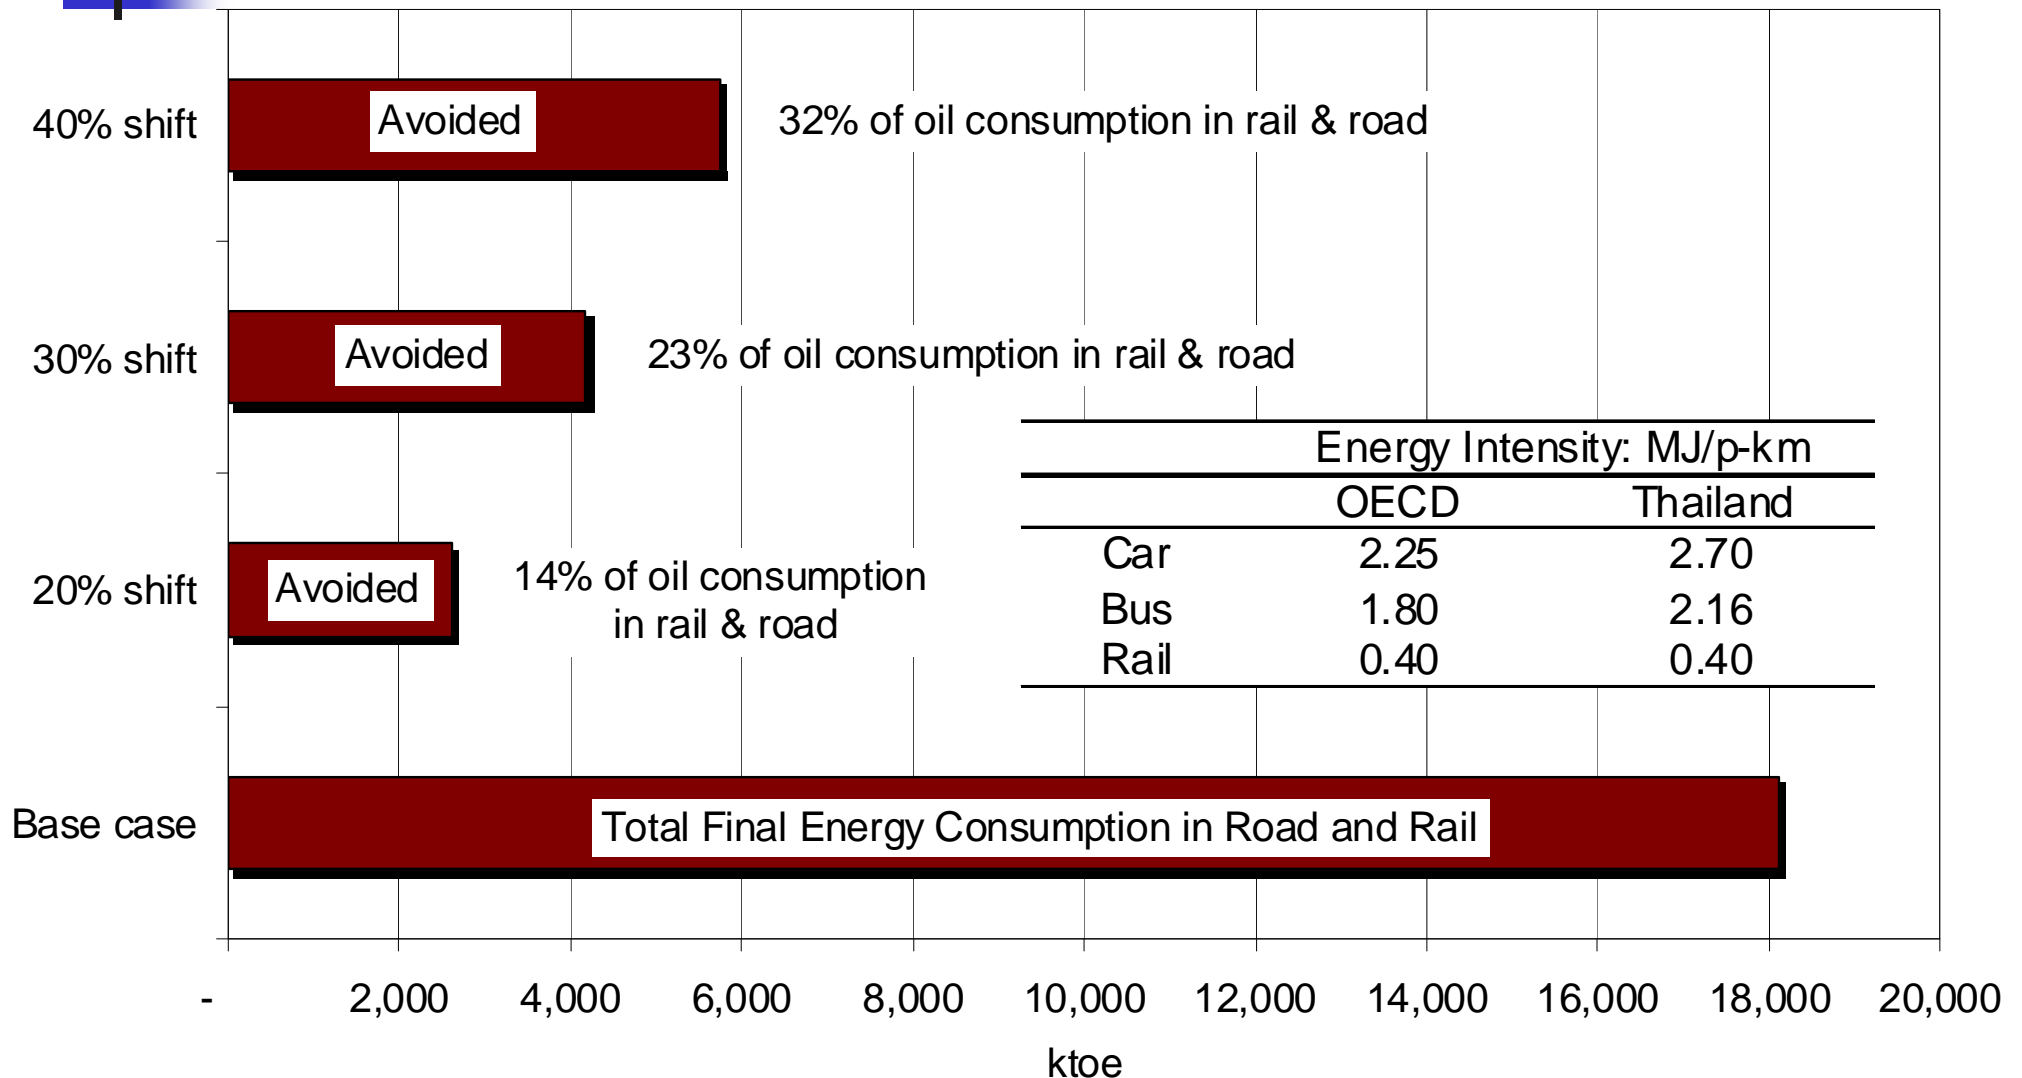 40% shift
Avoided
32% of oil consumption in rail & road
30% shift
Avoided
23% of oil consumption in rail & road
Energy Intensity: MJ/p-km
OECD Thailand
Car 2.25 2.70
Bus 1.80 2.16
Rail 0.40 0.40
20% shift
Avoided
14% of oil consumption
in rail & road
Base case
Total Final Energy Consumption in Road and Rail
- 2,000 4,000 6,000 8,000 10,000 12,000 14,000 16,000 18,000 20,000
ktoe